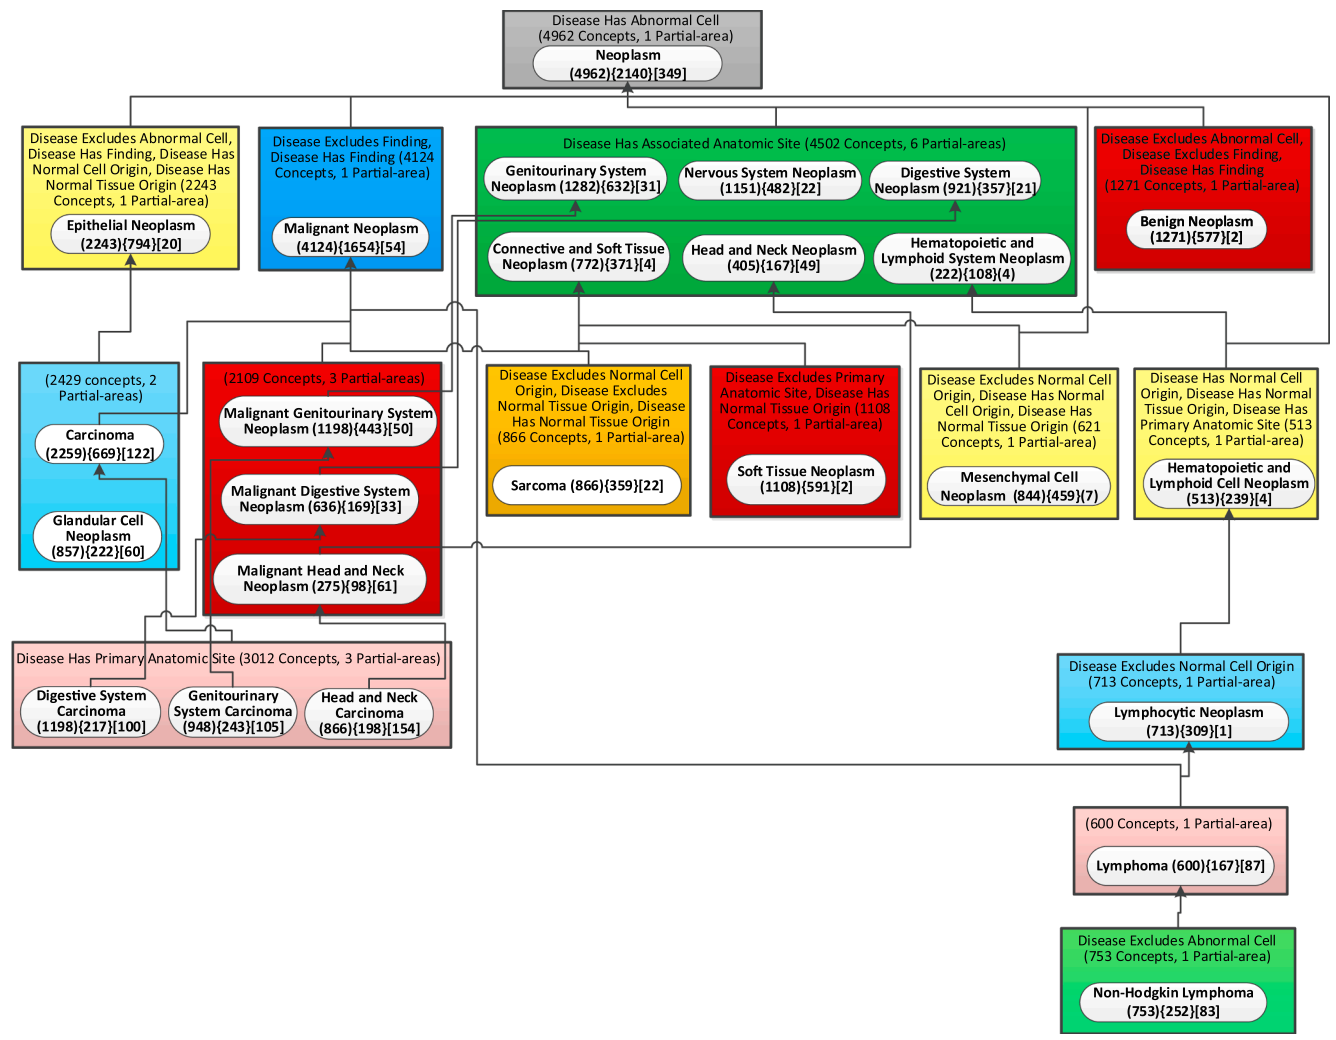 Disease Has Abnormal Cell
(4962 Concepts, 1 Partial-area)
Neoplasm
(4962){2140}[349]
Disease Excludes Abnormal Cell,
Disease Has Finding, Disease Has
Normal Cell Origin, Disease Has
Normal Tissue Origin (2243
Concepts, 1 Partial-area)
Epithelial Neoplasm
(2243){794}[20]
Disease Excludes Finding,
Disease Has Finding (4124
Concepts, 1 Partial-area)
Malignant Neoplasm
(4124){1654}[54]
Disease Has Associated Anatomic Site (4502 Concepts, 6 Partial-areas)
Genitourinary System
Neoplasm (1282){632}[31]
Nervous System Neoplasm
(1151){482}[22]
Digestive System
Neoplasm (921){357}[21]
Connective and Soft Tissue
Neoplasm (772){371}[4]
Head and Neck Neoplasm
(405){167}[49]
Hematopoietic and
Lymphoid System Neoplasm
(222){108}(4)
Disease Excludes Abnormal Cell,
Disease Excludes Finding,
Disease Has Finding
(1271 Concepts, 1 Partial-area)
Benign Neoplasm
(1271){577}[2]
(2429 concepts, 2
Partial-areas)
Carcinoma
(2259){669}[122]
Glandular Cell
Neoplasm
(857){222}[60]
(2109 Concepts, 3 Partial-areas)
Malignant Genitourinary System
Neoplasm (1198){443}[50]
Malignant Digestive System
Neoplasm (636){169}[33]
Malignant Head and Neck
Neoplasm (275){98}[61]
Disease Excludes Normal Cell
Origin, Disease Excludes
Normal Tissue Origin, Disease
Has Normal Tissue Origin
(866 Concepts, 1 Partial-area)
Sarcoma (866){359}[22]
Disease Excludes Primary
Anatomic Site, Disease Has
Normal Tissue Origin (1108
Concepts, 1 Partial-area)
Soft Tissue Neoplasm
(1108){591}[2]
Disease Excludes Normal Cell
Origin, Disease Has Normal
Cell Origin, Disease Has
Normal Tissue Origin (621
Concepts, 1 Partial-area)
Mesenchymal Cell
Neoplasm (844){459}(7)
Disease Has Normal Cell
Origin, Disease Has Normal
Tissue Origin, Disease Has
Primary Anatomic Site (513
Concepts, 1 Partial-area)
Hematopoietic and
Lymphoid Cell Neoplasm
(513){239}[4]
Disease Has Primary Anatomic Site (3012 Concepts, 3 Partial-areas)
Digestive System
Carcinoma
(1198){217}[100]
Genitourinary
System Carcinoma
(948){243}[105]
Head and Neck
Carcinoma
(866){198}[154]
Disease Excludes Normal Cell Origin
(713 Concepts, 1 Partial-area)
Lymphocytic Neoplasm
(713){309}[1]
(600 Concepts, 1 Partial-area)
Lymphoma (600){167}[87]
Disease Excludes Abnormal Cell
(753 Concepts, 1 Partial-area)
Non-Hodgkin Lymphoma
(753){252}[83]